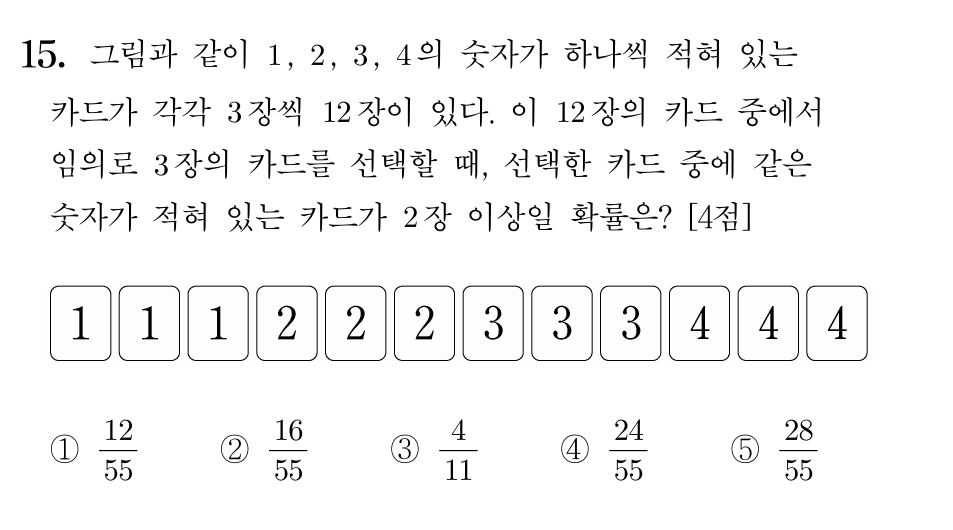 15. 그림과 같이 1, 2, 3, 4의 숫자가 하나씩 적혀 있는
카드가 각각 3장씩 12장이 있다. 이 12장의 카드 중에서
임의로 3장의 카드를 선택할 때, 선택한 카드 중에 같은
숫자가 적혀 있는 카드가 2장 이상일 확률은? [4점]
1 1 1 2 2 2 3 3 3 4 4 4
① 12/55 ② 16/55 ③ 4/11 ④ 24/55 ⑤ 28/55